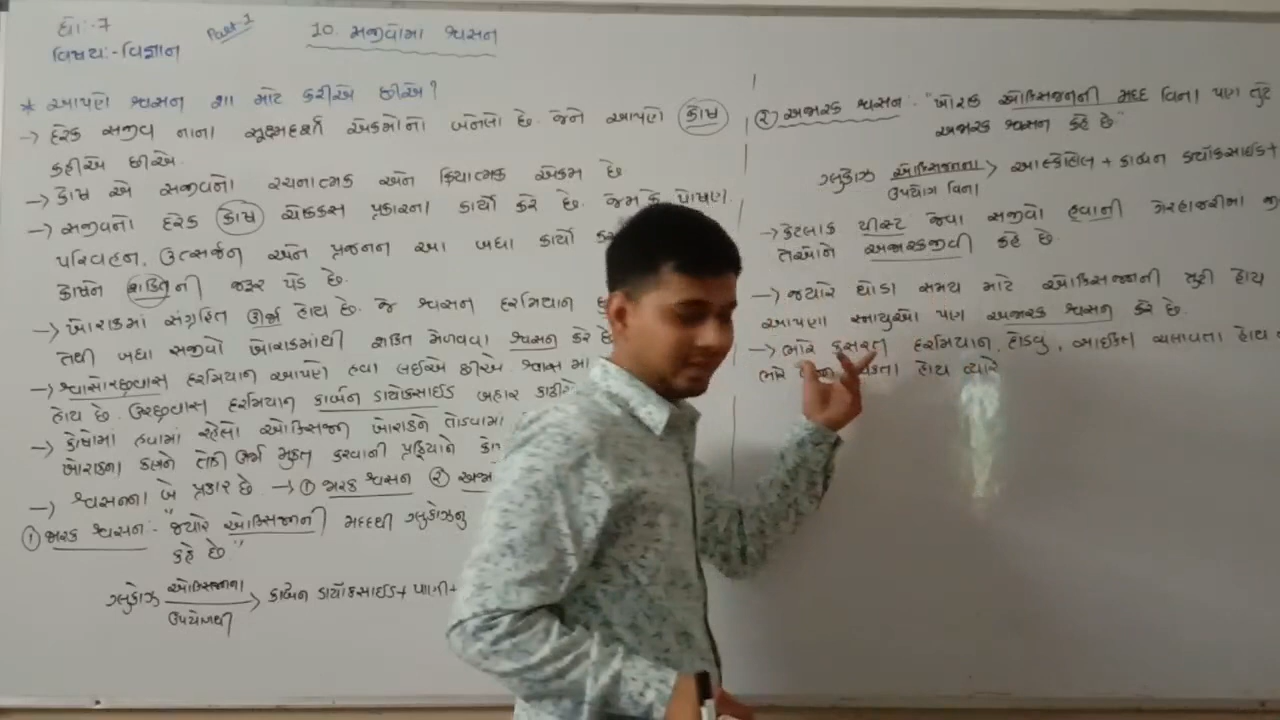 ધો:-7
Part-1
10. સજીવોમાં શ્વસન
વિષય:-વિજ્ઞાન
* આપણે શ્વસન શા માટે કરીએ છીએ?
→ દરેક સજીવ નાના સૂક્ષ્મદર્શી એકમોનો બનેલો છે. જેને આપણે કોષ
કહીએ છીએ.
→ કોષ એ સજીવનો રચનાત્મક અને ક્રિયાત્મક એકમ છે
→ સજીવનો દરેક કોષ ચોક્કસ પ્રકારના કાર્યો કરે છે. જેમકે પોષણ
પરિવહન, ઉત્સર્જન અને પ્રજનન આ બધા કાર્યો
કોષને શક્તિની જરૂર પડે છે.
→ ખોરાકમાં સંગ્રહિત ઊર્જા હોય છે. જે શ્વસન દરમિયાન
તેથી બધા સજીવો ખોરાકમાંથી શક્તિ મેળવવા શ્વસન કરે છે
→ શ્વાસોચ્છવાસ દરમિયાન આપણે હવા લઈએ છીએ. શ્વાસ માં
હોય છે. ઉચ્છવાસ દરમિયાન કાર્બન ડાયોકસાઈડ બહાર કાઢીએ
→ કોષોમાં હવામાં રહેલો ઓક્સિજન ખોરાકને તોડવામાં
ખોરાકના કણને તોડી ઊર્જા મુક્ત કરવાની પ્રક્રિયાને
→ શ્વસનના બે પ્રકાર છે → ① જારક શ્વસન ②
① જારક શ્વસન:- "જ્યારે ઓક્સિજનની મદદથી ગ્લુકોઝનુ
કહે છે"
ગ્લુકોઝ ઓક્સિજનના ઉપયોગથી > કાર્બન ડાયૉકસાઈડ + પાણી +
② અજારક શ્વસન:- "ખોરાક ઓક્સિજનની મદદ વિના પણ તુટે
અજારક શ્વસન કહે છે"
ગ્લુકોઝ ઓક્સિજનના ઉપયોગ વિના > આલ્કોહોલ + કાર્બન ડાયૉકસાઈડ +
→ કેટલાક યીસ્ટ જેવા સજીવો હવાની ગેરહાજરીમાં
તેઓને અજારકજીવી કહે છે.
→ જ્યારે થોડા સમય માટે ઓક્સિજનની તુટી હોય
આપણા સ્નાયુઓ પણ અજારક શ્વસન કરે છે.
→ ભારે કસરત દરમિયાન, દોડવુ, સાઈકલ ચલાવતા હોય
ભારે હોય ત્યારે